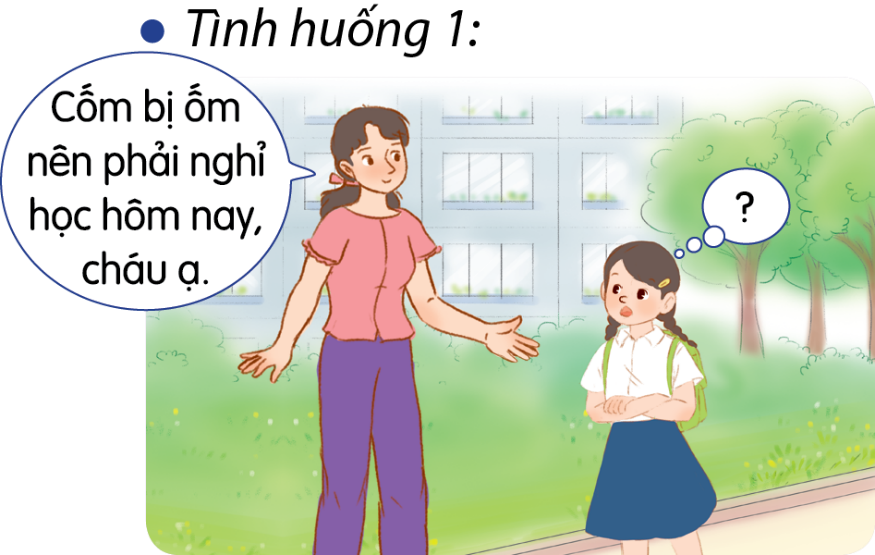 • Tình huống 1:
Cốm bị ốm
nên phải nghỉ
học hôm nay,
cháu ạ.
?